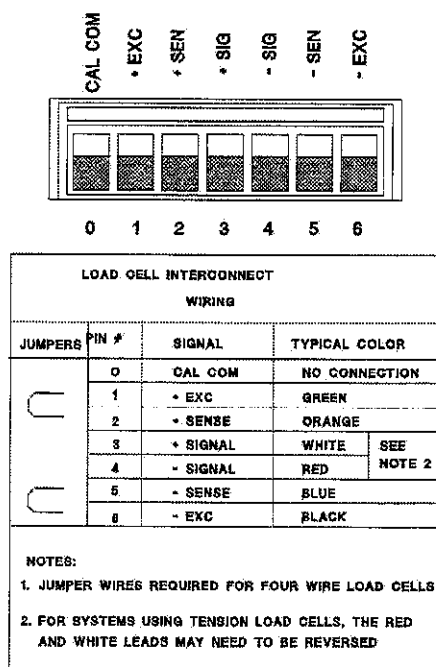 CAL COM
+ EXC
+ SEN
+ SIG
- SIG
- SEN
- EXC
0 1 2 3 4 5 6
LOAD CELL INTERCONNECT
WIRING
JUMPERS PIN # SIGNAL TYPICAL COLOR
0 CAL COM NO CONNECTION
1 + EXC GREEN
2 + SENSE ORANGE
3 + SIGNAL WHITE SEE
4 - SIGNAL RED NOTE 2
5 - SENSE BLUE
6 - EXC BLACK
NOTES:
1. JUMPER WIRES REQUIRED FOR FOUR WIRE LOAD CELLS
2. FOR SYSTEMS USING TENSION LOAD CELLS, THE RED
AND WHITE LEADS MAY NEED TO BE REVERSED